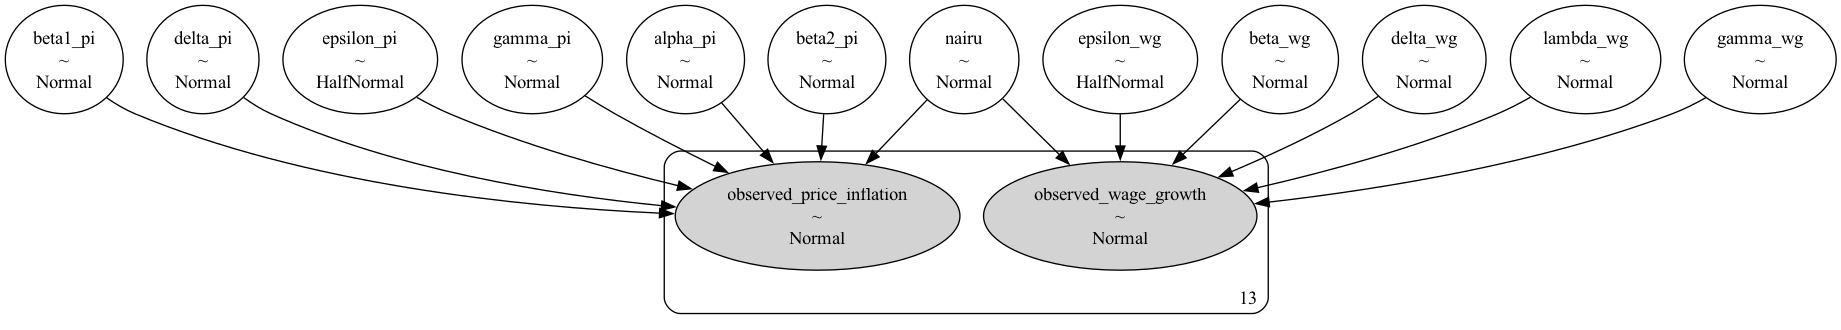 beta1_pi
~
Normal
delta_pi
~
Normal
epsilon_pi
~
HalfNormal
gamma_pi
~
Normal
alpha_pi
~
Normal
beta2_pi
~
Normal
nairu
~
Normal
epsilon_wg
~
HalfNormal
beta_wg
~
Normal
delta_wg
~
Normal
lambda_wg
~
Normal
gamma_wg
~
Normal
observed_price_inflation
~
Normal
observed_wage_growth
~
Normal
13